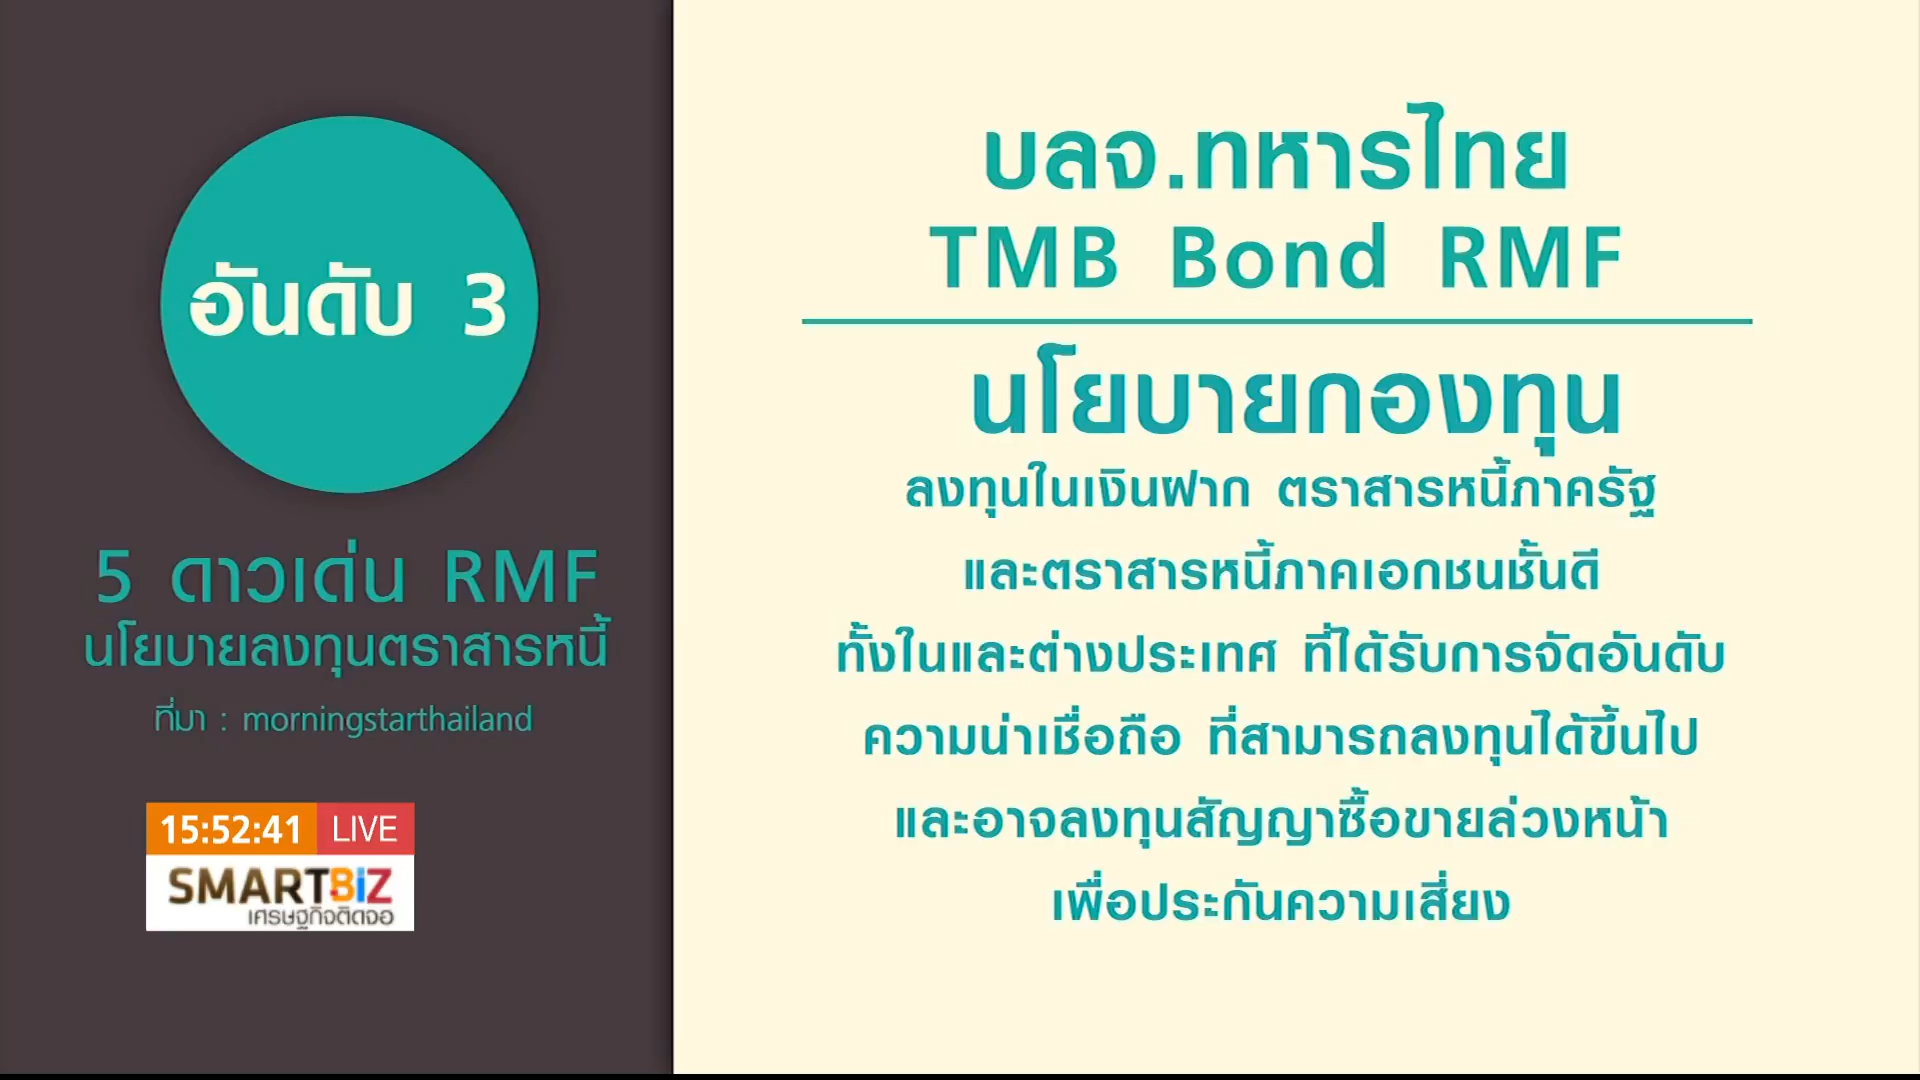 อันดับ 3
5 ดาวเด่น RMF
นโยบายลงทุนตราสารหนี้
ที่มา : morningstarthailand
15:52:41 LIVE
SMARTBIZ
เศรษฐกิจติดจอ
บลจ.ทหารไทย
TMB Bond RMF
นโยบายกองทุน
ลงทุนในเงินฝาก ตราสารหนี้ภาครัฐ
และตราสารหนี้ภาคเอกชนชั้นดี
ทั้งในและต่างประเทศ ที่ได้รับการจัดอันดับ
ความน่าเชื่อถือ ที่สามารถลงทุนได้ขึ้นไป
และอาจลงทุนสัญญาซื้อขายล่วงหน้า
เพื่อประกันความเสี่ยง